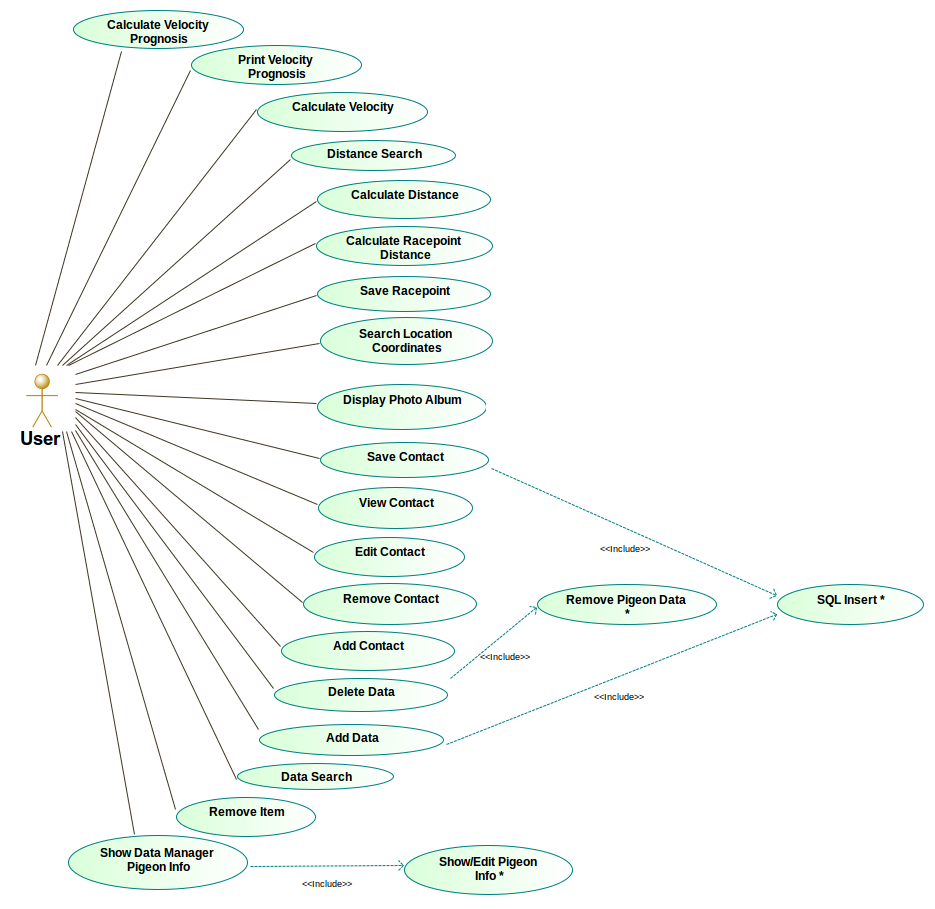 Calculate Velocity
Prognosis
Print Velocity
Prognosis
Calculate Velocity
Distance Search
Calculate Distance
Calculate Racepoint
Distance
Save Racepoint
Search Location
Coordinates
Display Photo Album
User
Save Contact
View Contact
<<Include>>
Edit Contact
Remove Contact
Remove Pigeon Data
*
SQL Insert *
Add Contact
<<Include>>
Delete Data
<<Include>>
Add Data
Data Search
Remove Item
Show Data Manager
Pigeon Info
Show/Edit Pigeon
Info *
<<Include>>